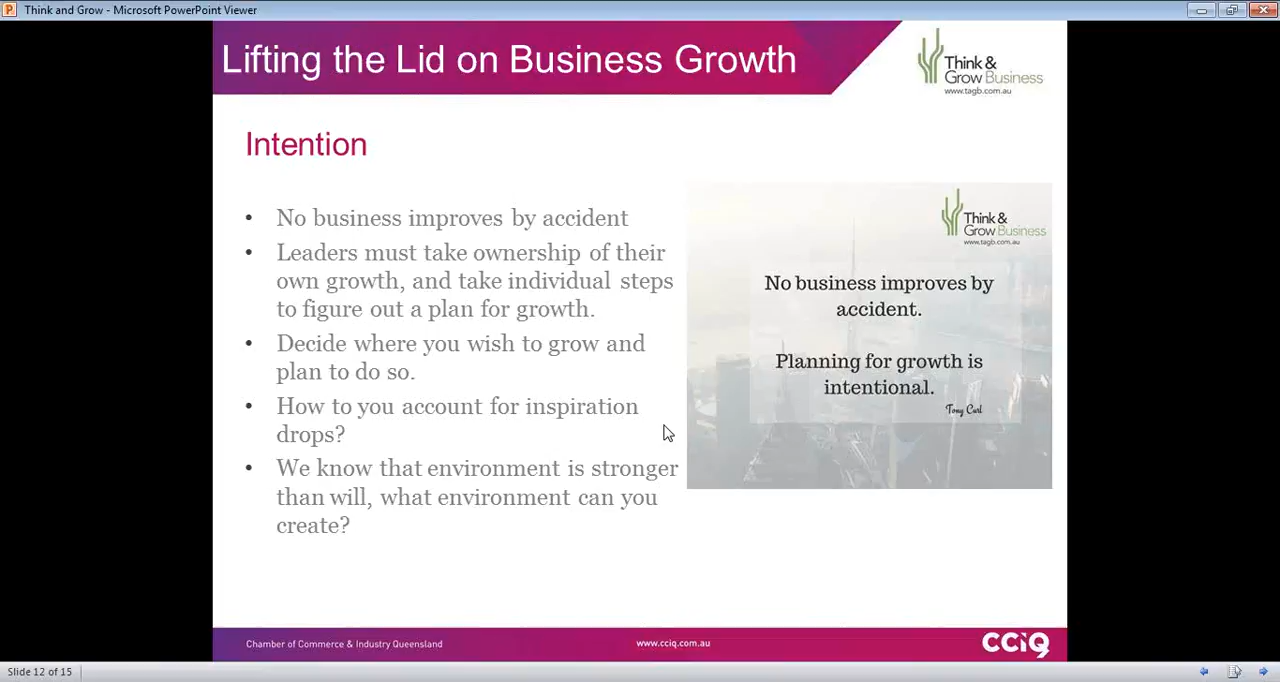 Think and Grow - Microsoft PowerPoint Viewer
Lifting the Lid on Business Growth
Think &
Grow Business
www.tagb.com.au
Intention
• No business improves by accident
• Leaders must take ownership of their
own growth, and take individual steps
to figure out a plan for growth.
• Decide where you wish to grow and
plan to do so.
• How to you account for inspiration
drops?
• We know that environment is stronger
than will, what environment can you
create?
Think &
Grow Business
www.tagb.com.au
No business improves by
accident.
Planning for growth is
intentional.
Tony Curl
Chamber of Commerce & Industry Queensland
www.cciq.com.au
CCiQ
Slide 12 of 15